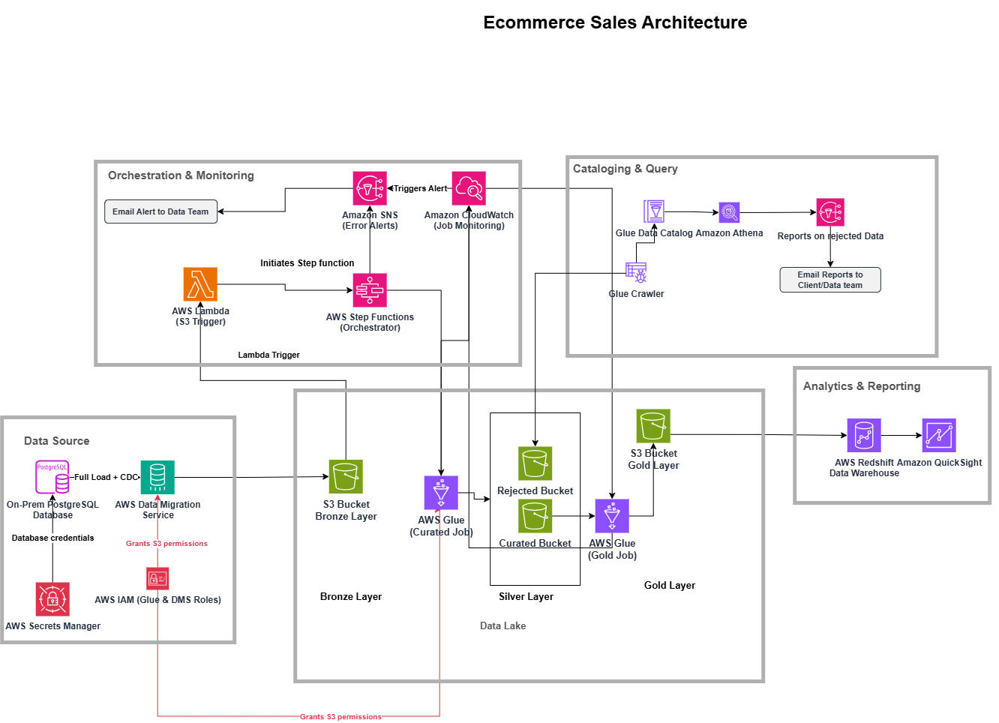 Ecommerce Sales Architecture
Orchestration & Monitoring
Email Alert to Data Team
Amazon SNS
(Error Alerts)
Triggers Alert
Amazon CloudWatch
(Job Monitoring)
Initiates Step function
AWS Lambda
(S3 Trigger)
AWS Step Functions
(Orchestrator)
Lambda Trigger
Cataloging & Query
Glue Data Catalog
Amazon Athena
Reports on rejected Data
Glue Crawler
Email Reports to
Client/Data team
Analytics & Reporting
AWS Redshift
Data Warehouse
Amazon QuickSight
Data Source
PostgreSQL
Full Load + CDC
On-Prem PostgreSQL
Database
AWS Data Migration
Service
Database credentials
Grants S3 permissions
AWS IAM (Glue & DMS Roles)
AWS Secrets Manager
S3 Bucket
Bronze Layer
AWS Glue
(Curated Job)
Rejected Bucket
Curated Bucket
AWS Glue
(Gold Job)
S3 Bucket
Gold Layer
Bronze Layer
Silver Layer
Gold Layer
Data Lake
Grants S3 permissions